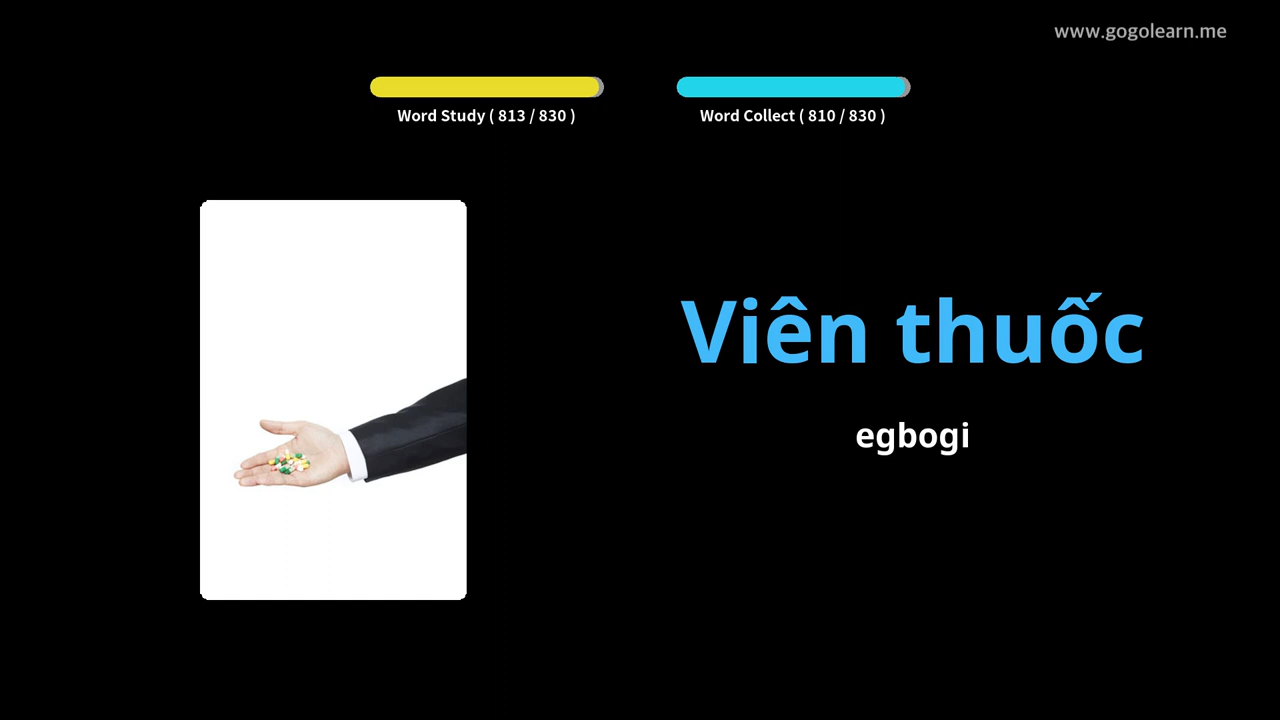 www.gogolearn.me
Word Study ( 813 / 830 )
Word Collect ( 810 / 830 )
Viên thuốc
egbogi